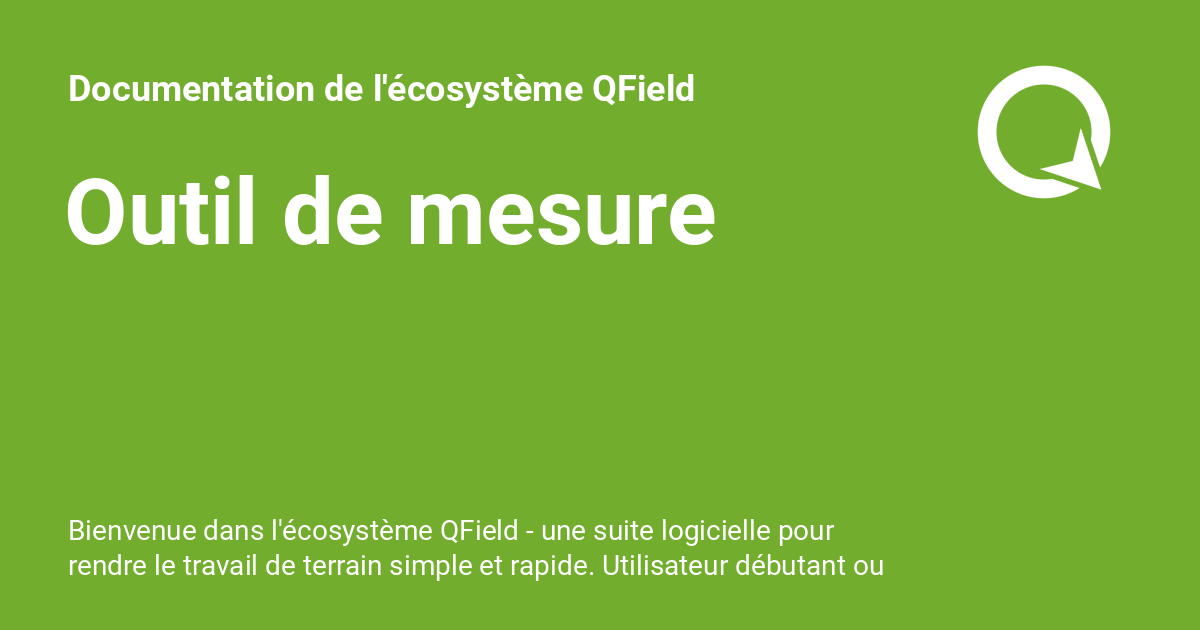 Documentation de l'écosystème QField
Outil de mesure
Bienvenue dans l'écosystème QField - une suite logicielle pour
rendre le travail de terrain simple et rapide. Utilisateur débutant ou